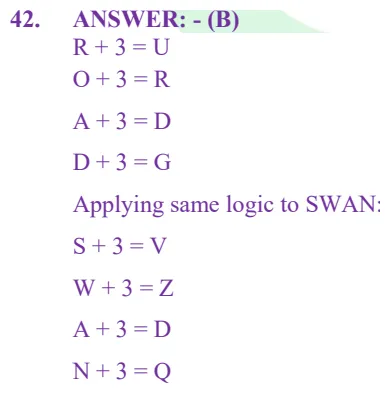 42. ANSWER: - (B)
R + 3 = U
O + 3 = R
A + 3 = D
D + 3 = G
Applying same logic to SWAN:
S + 3 = V
W + 3 = Z
A + 3 = D
N + 3 = Q